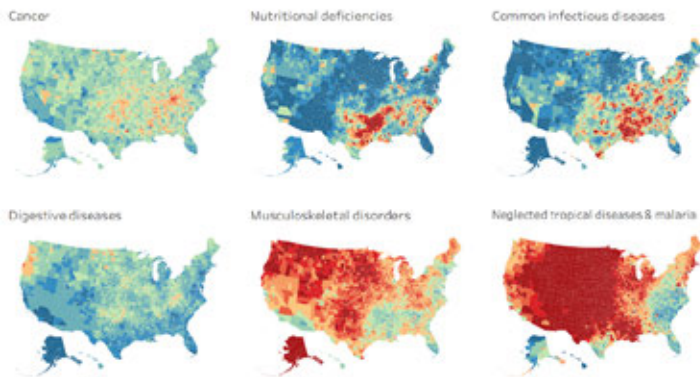 Cancer
Nutritional deficiencies
Common infectious diseases
Digestive diseases
Musculoskeletal disorders
Neglected tropical diseases & malaria